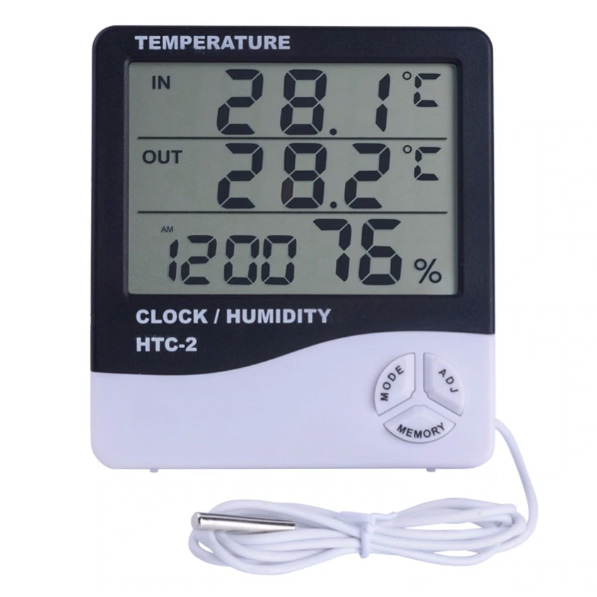 TEMPERATURE
IN 28.1 °C
OUT 28.2 °C
AM 1200 76 %
CLOCK / HUMIDITY
HTC-2
MODE ADJ
MEMORY